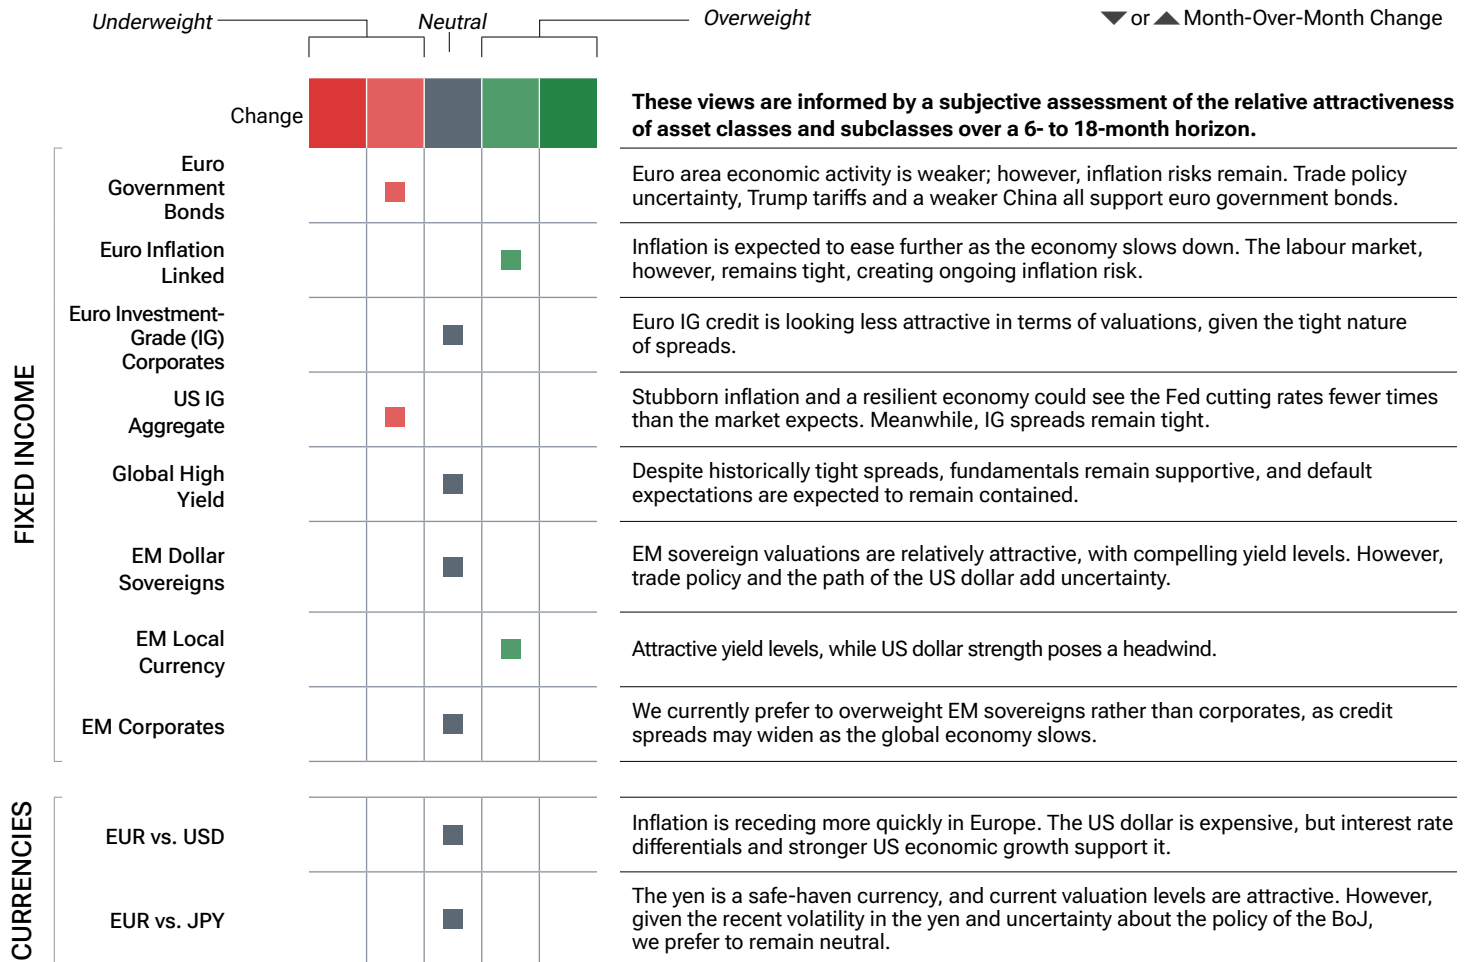 Underweight
Neutral
Overweight
▼ or ▲ Month-Over-Month Change
Change
These views are informed by a subjective assessment of the relative attractiveness
of asset classes and subclasses over a 6- to 18-month horizon.
FIXED INCOME
Euro
Government
Bonds
Euro area economic activity is weaker; however, inflation risks remain. Trade policy
uncertainty, Trump tariffs and a weaker China all support euro government bonds.
Euro Inflation
Linked
Inflation is expected to ease further as the economy slows down. The labour market,
however, remains tight, creating ongoing inflation risk.
Euro Investment-
Grade (IG)
Corporates
Euro IG credit is looking less attractive in terms of valuations, given the tight nature
of spreads.
US IG
Aggregate
Stubborn inflation and a resilient economy could see the Fed cutting rates fewer times
than the market expects. Meanwhile, IG spreads remain tight.
Global High
Yield
Despite historically tight spreads, fundamentals remain supportive, and default
expectations are expected to remain contained.
EM Dollar
Sovereigns
EM sovereign valuations are relatively attractive, with compelling yield levels. However,
trade policy and the path of the US dollar add uncertainty.
EM Local
Currency
Attractive yield levels, while US dollar strength poses a headwind.
EM Corporates
We currently prefer to overweight EM sovereigns rather than corporates, as credit
spreads may widen as the global economy slows.
CURRENCIES
EUR vs. USD
Inflation is receding more quickly in Europe. The US dollar is expensive, but interest rate
differentials and stronger US economic growth support it.
EUR vs. JPY
The yen is a safe-haven currency, and current valuation levels are attractive. However,
given the recent volatility in the yen and uncertainty about the policy of the BoJ,
we prefer to remain neutral.